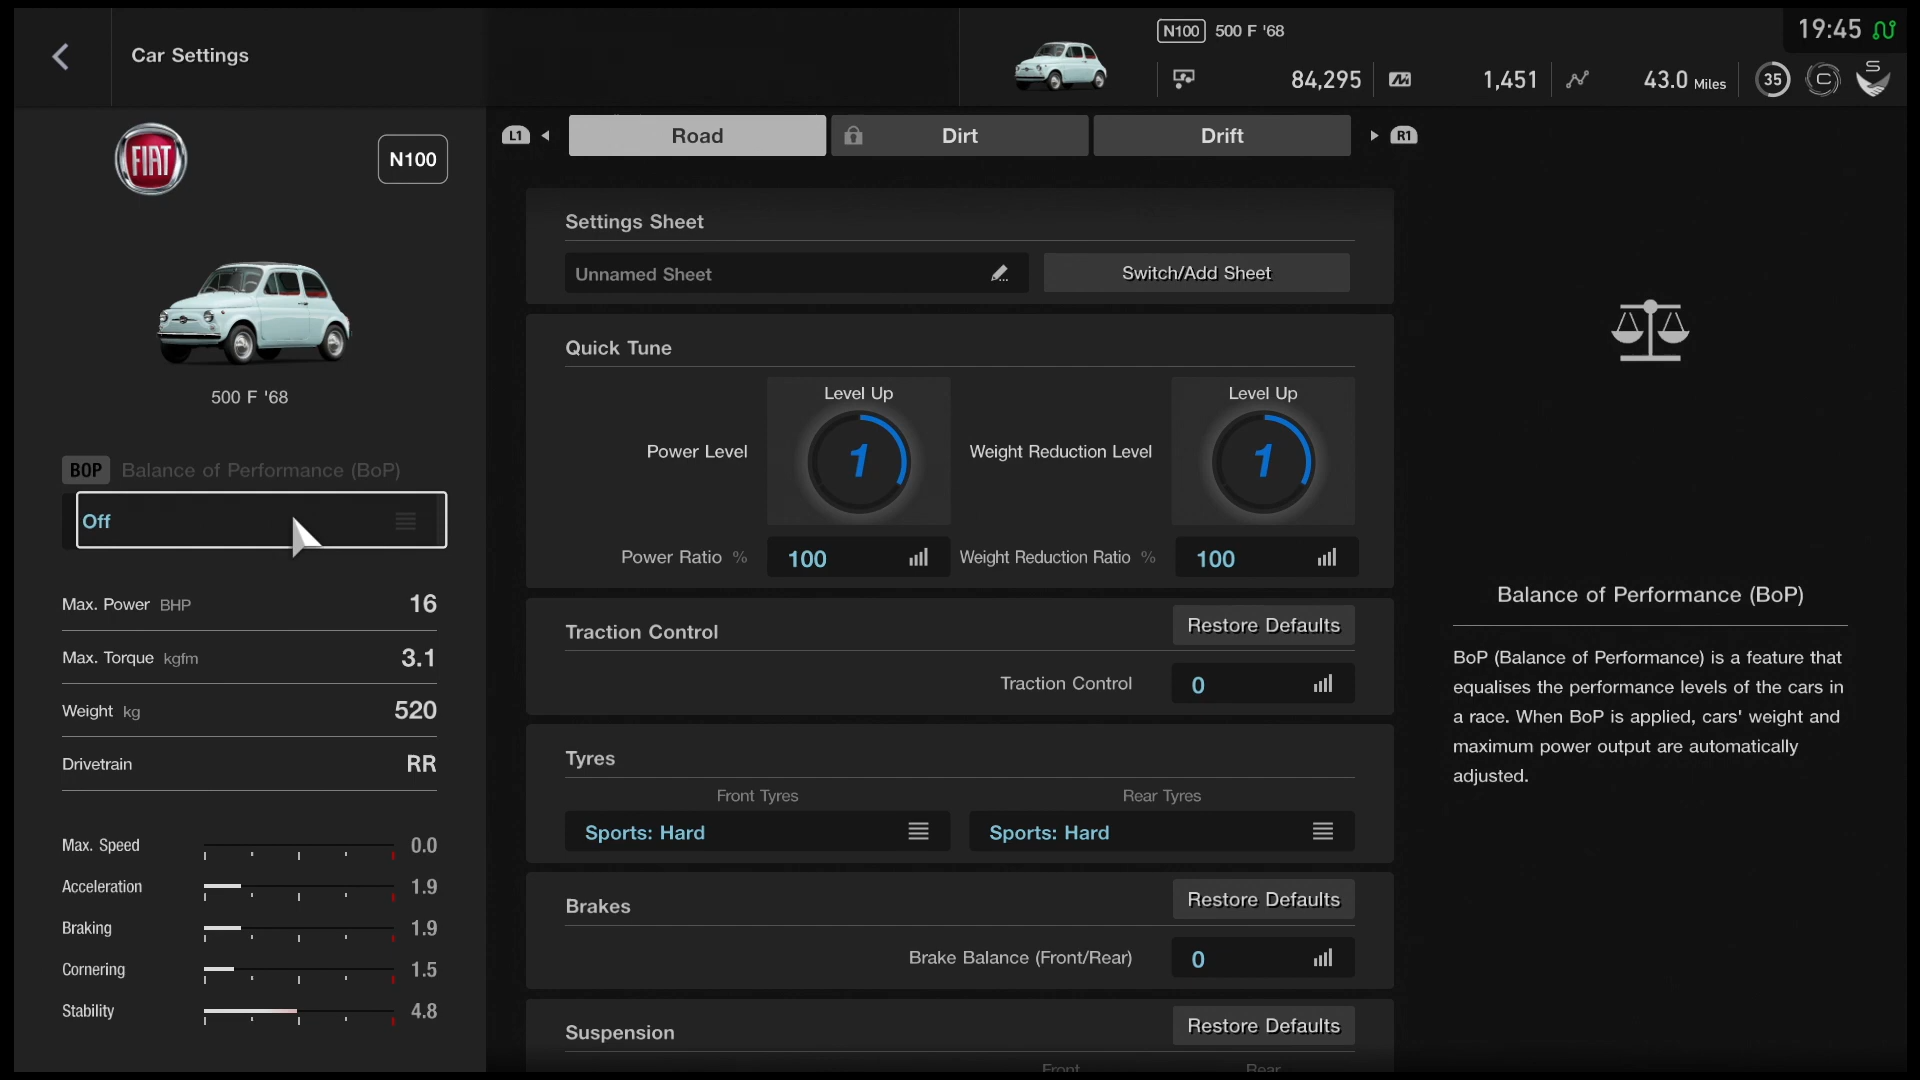 Car Settings
N100 500 F '68
84,295
1,451
43.0 Miles
35
C
S
19:45
FIAT
N100
500 F '68
BOP Balance of Performance (BoP)
Off
Max. Power BHP 16
Max. Torque kgfm 3.1
Weight kg 520
Drivetrain RR
Max. Speed 0.0
Acceleration 1.9
Braking 1.9
Cornering 1.5
Stability 4.8
L1 Road Dirt Drift R1
Settings Sheet
Unnamed Sheet Switch/Add Sheet
Quick Tune
Level Up Level Up
Power Level 1 Weight Reduction Level 1
Power Ratio % 100 Weight Reduction Ratio % 100
Traction Control Restore Defaults
Traction Control 0
Tyres
Front Tyres Rear Tyres
Sports: Hard Sports: Hard
Brakes Restore Defaults
Brake Balance (Front/Rear) 0
Suspension Restore Defaults
Front Rear
Balance of Performance (BoP)
BoP (Balance of Performance) is a feature that
equalises the performance levels of the cars in
a race. When BoP is applied, cars' weight and
maximum power output are automatically
adjusted.